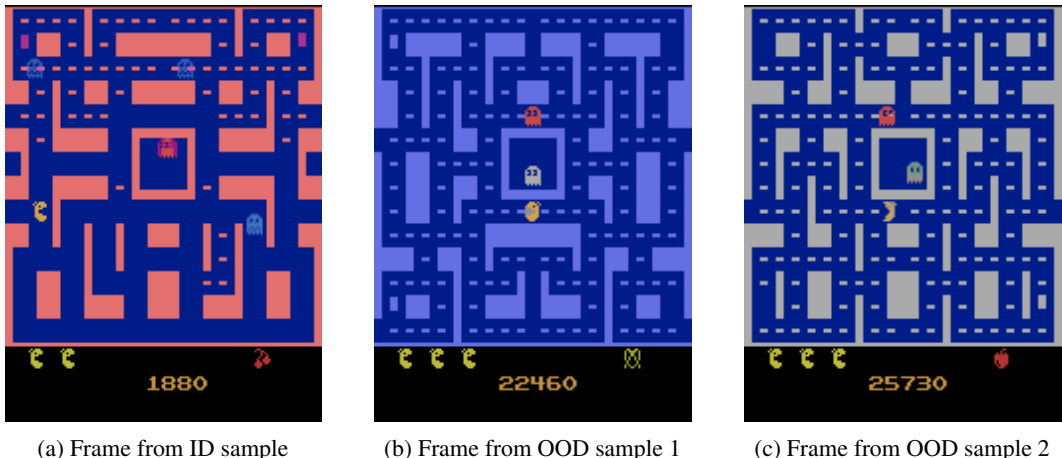 1880
22460
25730
(a) Frame from ID sample
(b) Frame from OOD sample 1
(c) Frame from OOD sample 2